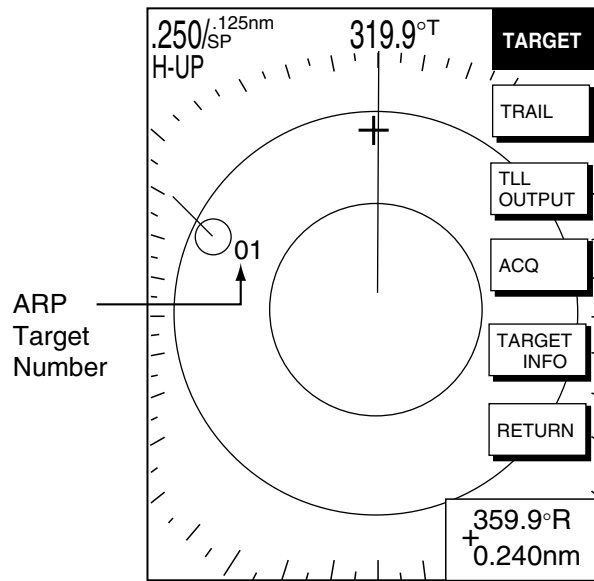 .250/.125nm
SP
319.9°T
H-UP
TARGET
TRAIL
TLL
OUTPUT
ACQ
TARGET
INFO
RETURN
01
ARP
Target
Number
+359.9°R
0.240nm